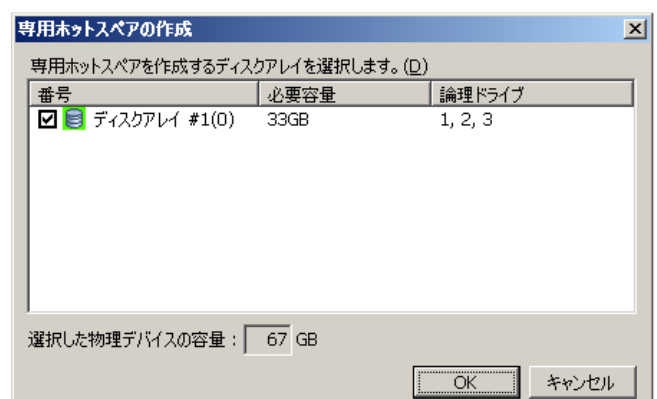 専用ホットスペアの作成
専用ホットスペアを作成するディスクアレイを選択します。(D)
番号 必要容量 論理ドライブ
ディスクアレイ #1(0) 33GB 1, 2, 3
選択した物理デバイスの容量: 67 GB
OK キャンセル